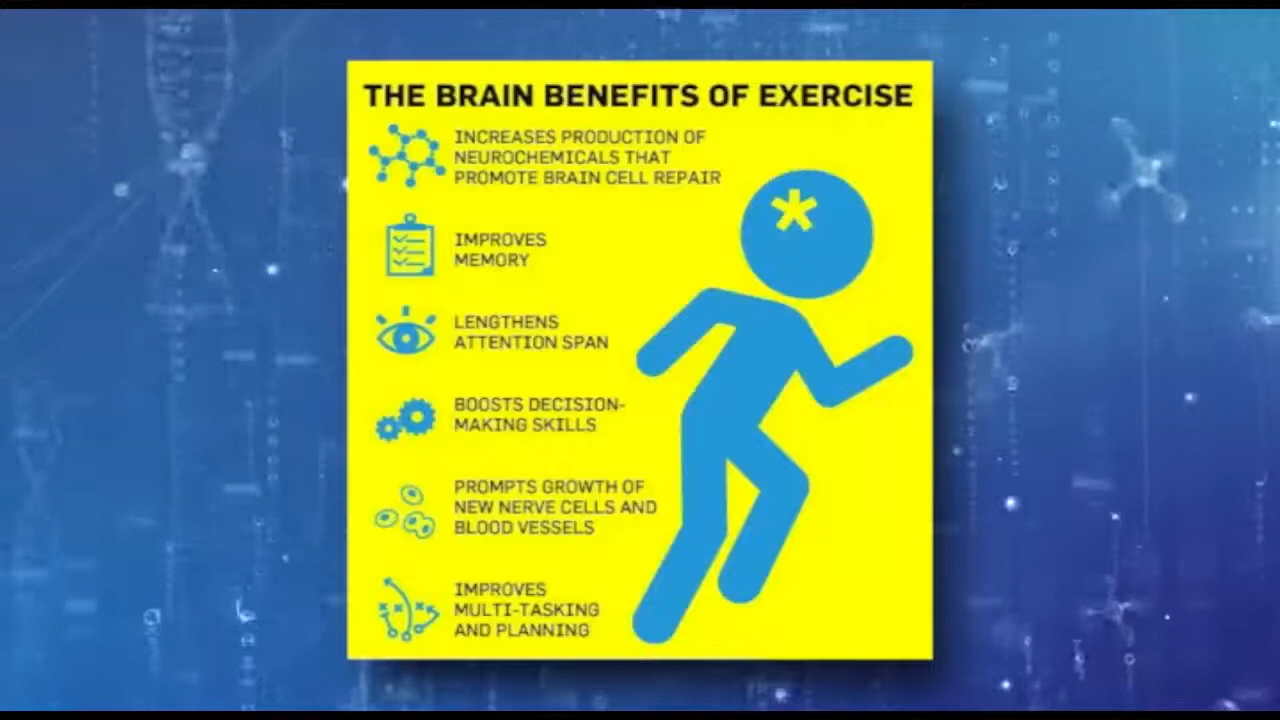 THE BRAIN BENEFITS OF EXERCISE
INCREASES PRODUCTION OF
NEUROCHEMICALS THAT
PROMOTE BRAIN CELL REPAIR
IMPROVES
MEMORY
LENGTHENS
ATTENTION SPAN
BOOSTS DECISION-
MAKING SKILLS
PROMPTS GROWTH OF
NEW NERVE CELLS AND
BLOOD VESSELS
IMPROVES
MULTI-TASKING
AND PLANNING